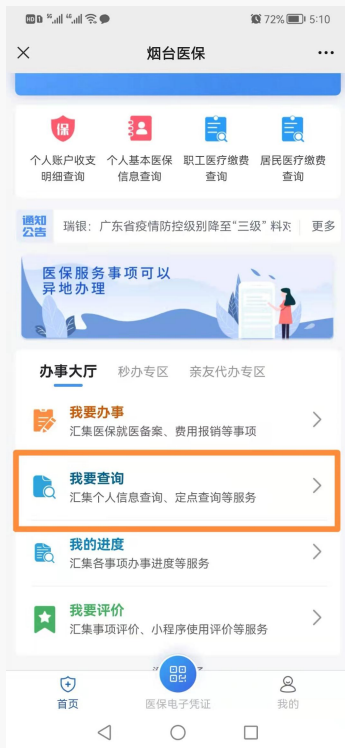 72% 5:10
烟台医保
个人账户收支 个人基本医保 职工医疗缴费 居民医疗缴费
明细查询 信息查询 查询 查询
通知 瑞银：广东省疫情防控级别降至“三级” 更多
公告
医保服务事项可以
异地办理
办事大厅 秒办专区 亲友代办专区
我要办事
汇集医保就医备案、费用报销等事项
我要查询
汇集个人信息查询、定点查询等服务
我的进度
汇集各事项办事进度等服务
我要评价
汇集事项评价、小程序使用评价等服务
首页 医保电子凭证 我的